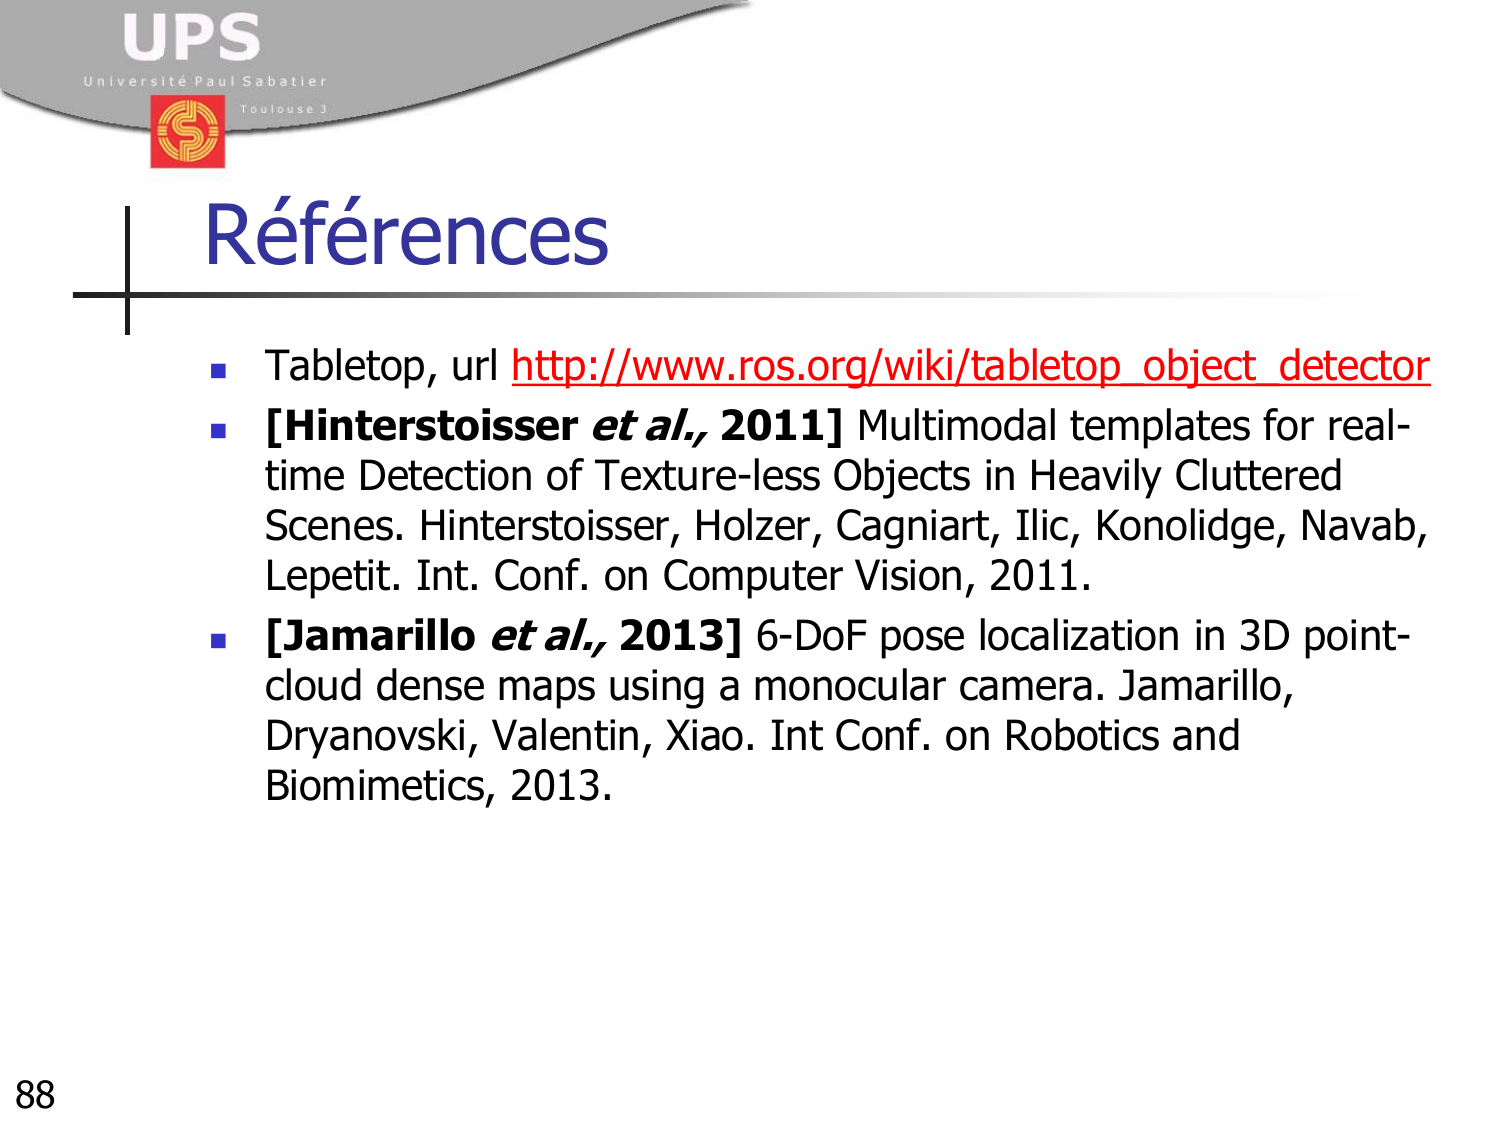 UPS
Université Paul Sabatier
Toulouse 3
Références
Tabletop, url http://www.ros.org/wiki/tabletop_object_detector
[Hinterstoisser et al., 2011] Multimodal templates for real-
time Detection of Texture-less Objects in Heavily Cluttered
Scenes. Hinterstoisser, Holzer, Cagniart, Ilic, Konolidge, Navab,
Lepetit. Int. Conf. on Computer Vision, 2011.
[Jamarillo et al., 2013] 6-DoF pose localization in 3D point-
cloud dense maps using a monocular camera. Jamarillo,
Dryanovski, Valentin, Xiao. Int Conf. on Robotics and
Biomimetics, 2013.
88